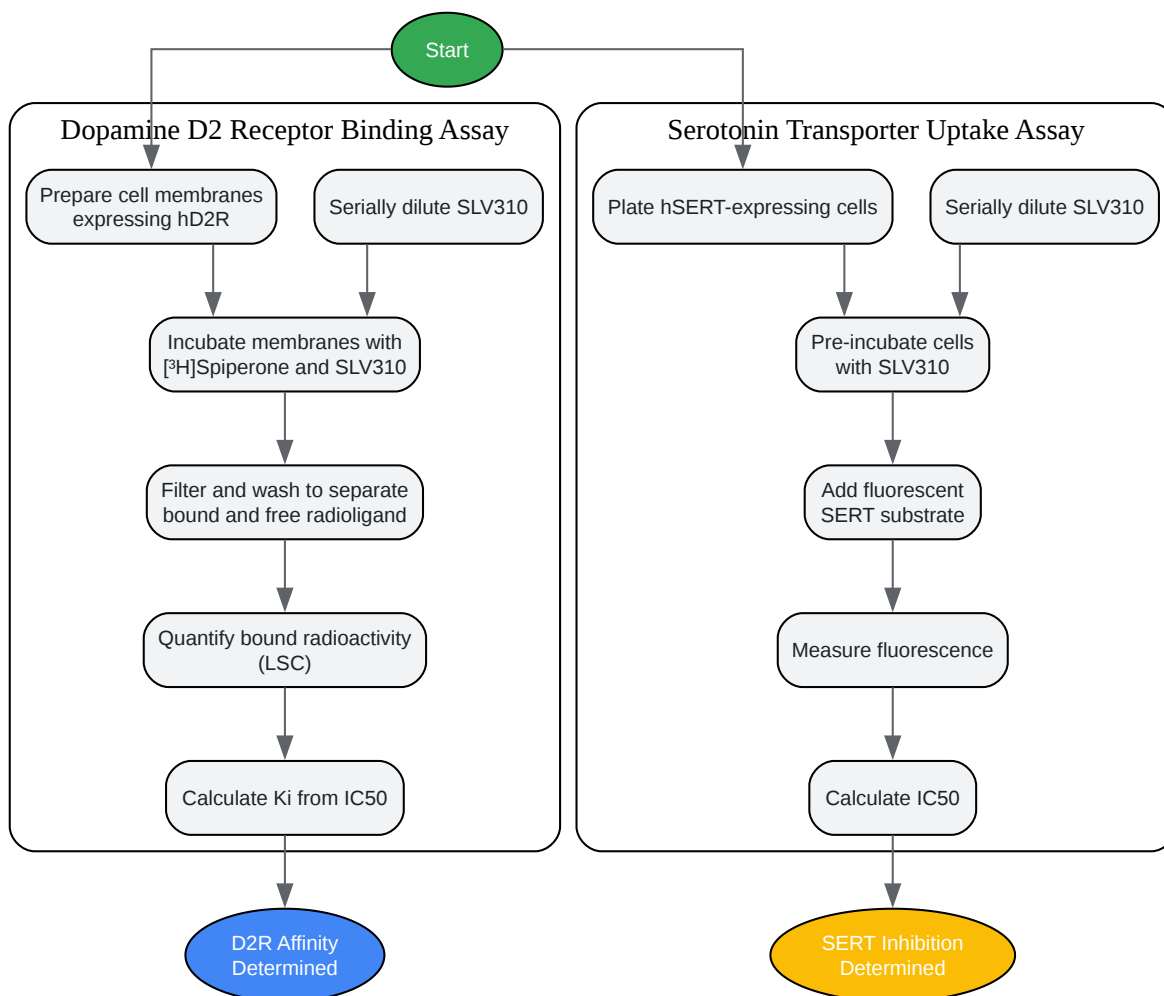 Start
Dopamine D2 Receptor Binding Assay
Prepare cell membranes
expressing hD2R
Serially dilute SLV310
Incubate membranes with
[³H]Spiperone and SLV310
Filter and wash to separate
bound and free radioligand
Quantify bound radioactivity
(LSC)
Calculate Ki from IC50
D2R Affinity
Determined
Serotonin Transporter Uptake Assay
Plate hSERT-expressing cells
Serially dilute SLV310
Pre-incubate cells
with SLV310
Add fluorescent
SERT substrate
Measure fluorescence
Calculate IC50
SERT Inhibition
Determined